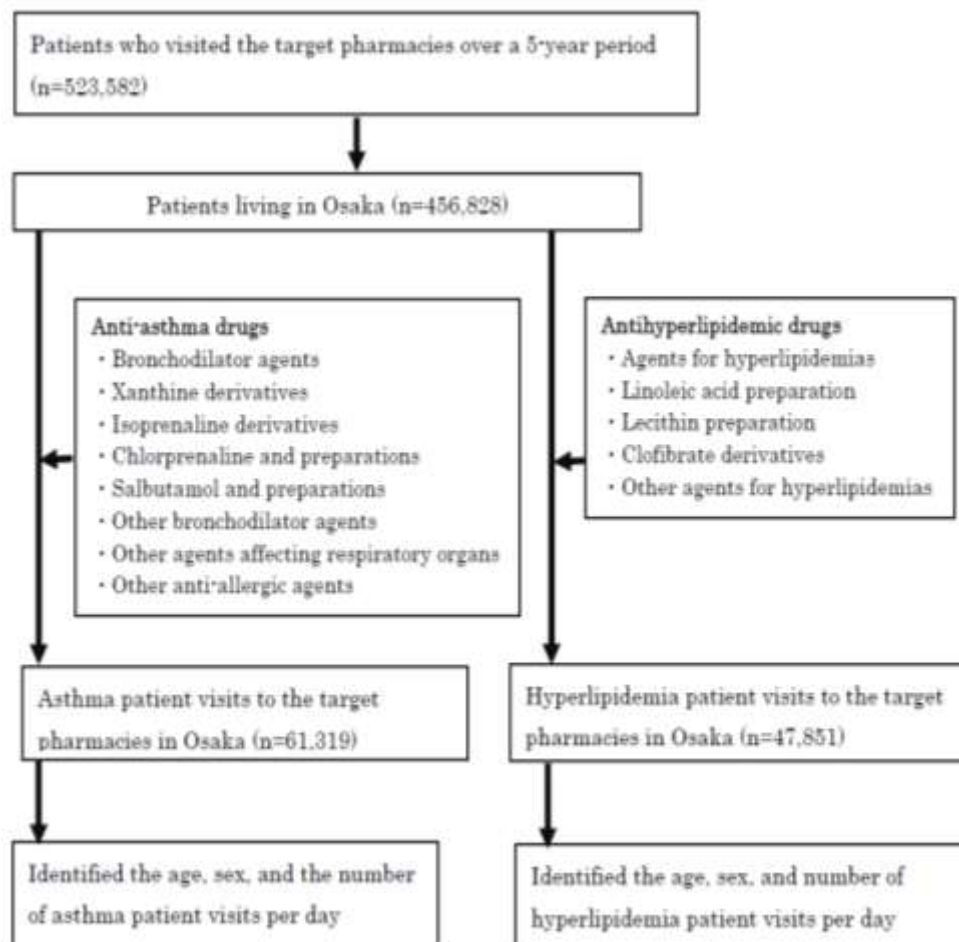 Patients who visited the target pharmacies over a 5-year period
(n=523,582)
Patients living in Osaka (n=456,828)
Anti-asthma drugs
・Bronchodilator agents
・Xanthine derivatives
・Isoprenaline derivatives
・Chlorprenaline and preparations
・Salbutamol and preparations
・Other bronchodilator agents
・Other agents affecting respiratory organs
・Other anti-allergic agents
Antihyperlipidemic drugs
・Agents for hyperlipidemias
・Linoleic acid preparation
・Lecithin preparation
・Clofibrate derivatives
・Other agents for hyperlipidemias
Asthma patient visits to the target
pharmacies in Osaka (n=61,319)
Hyperlipidemia patient visits to the target
pharmacies in Osaka (n=47,851)
Identified the age, sex, and the number
of asthma patient visits per day
Identified the age, sex, and number of
hyperlipidemia patient visits per day